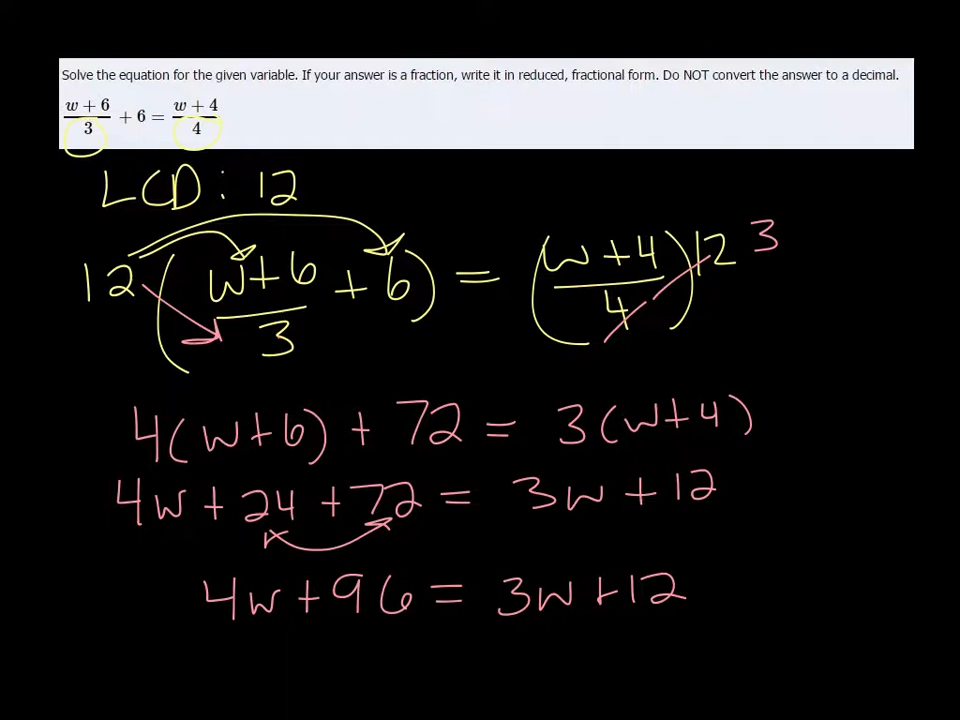 Solve the equation for the given variable. If your answer is a fraction, write it in reduced, fractional form. Do NOT convert the answer to a decimal.
(w + 6)/3 + 6 = (w + 4)/4
LCD : 12
12 ((w+6)/3 + 6) = ((w+4)/4) 12 3
4(w+6) + 72 = 3(w+4)
4w + 24 + 72 = 3w + 12
4w + 96 = 3w + 12